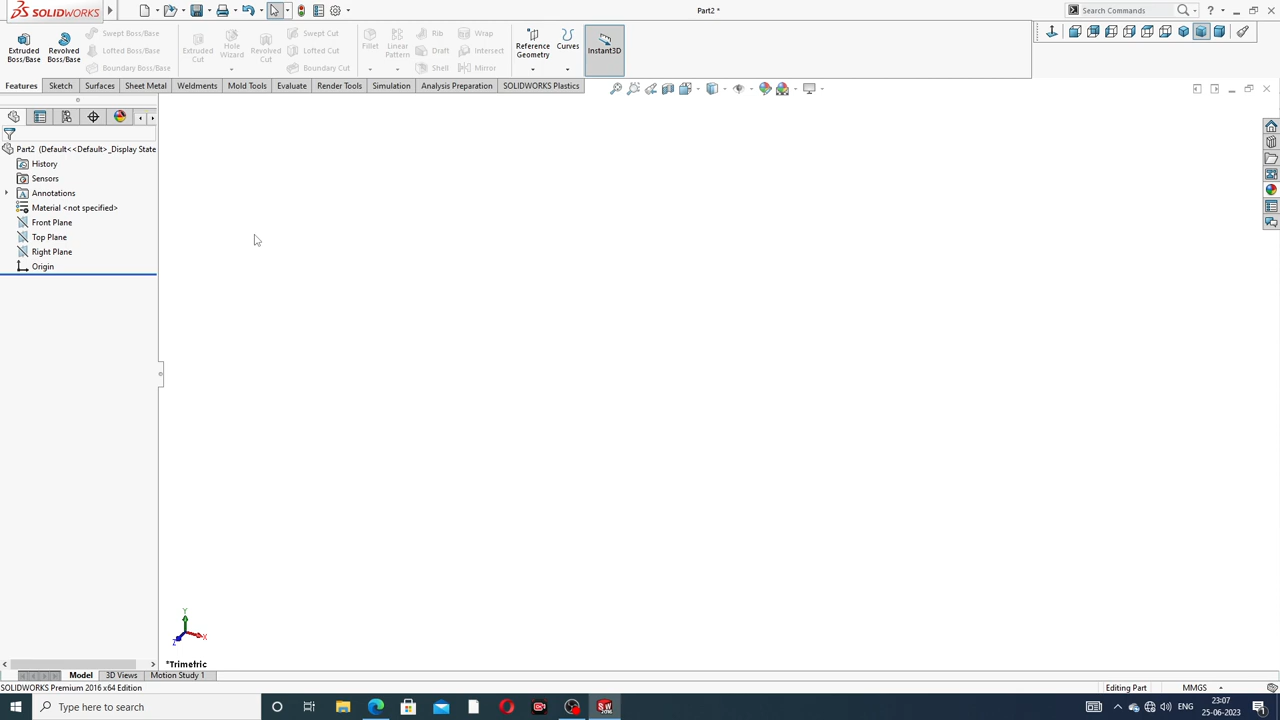 SOLIDWORKS
Part2 *
Search Commands
Extruded Boss/Base
Revolved Boss/Base
Swept Boss/Base
Lofted Boss/Base
Boundary Boss/Base
Extruded Cut
Hole Wizard
Revolved Cut
Swept Cut
Lofted Cut
Boundary Cut
Fillet
Linear Pattern
Rib
Draft
Shell
Wrap
Intersect
Mirror
Reference Geometry
Curves
Instant3D
Features Sketch Surfaces Sheet Metal Weldments Mold Tools Evaluate Render Tools Simulation Analysis Preparation SOLIDWORKS Plastics
Part2 (Default<<Default>_Display State
History
Sensors
Annotations
Material <not specified>
Front Plane
Top Plane
Right Plane
Origin
Y
X
Z
*Trimetric
Model 3D Views Motion Study 1
SOLIDWORKS Premium 2016 x64 Edition
Editing Part
MMGS
Type here to search
ENG
23:07
25-06-2023